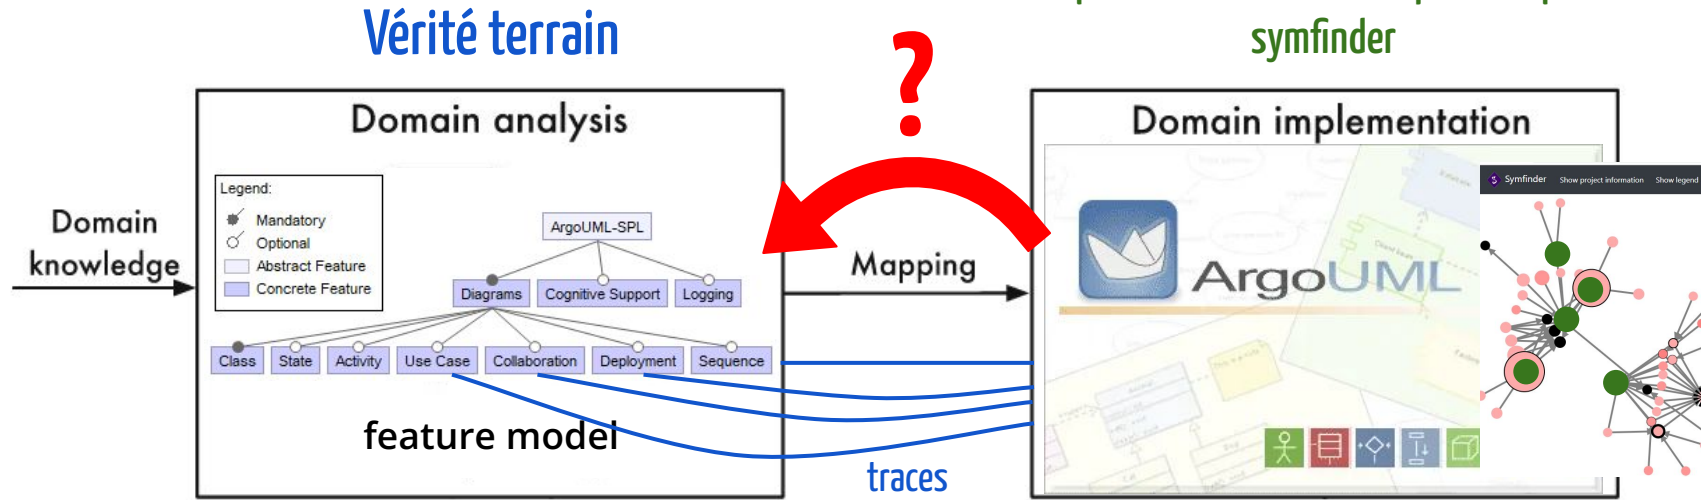 Vérité terrain
?
symfinder
Domain analysis
Domain implementation
Legend:
Mandatory
Optional
Abstract Feature
Concrete Feature
ArgoUML-SPL
Diagrams
Cognitive Support
Logging
Class
State
Activity
Use Case
Collaboration
Deployment
Sequence
feature model
Domain
knowledge
Mapping
traces
ArgoUML
Symfinder
Show project information
Show legend